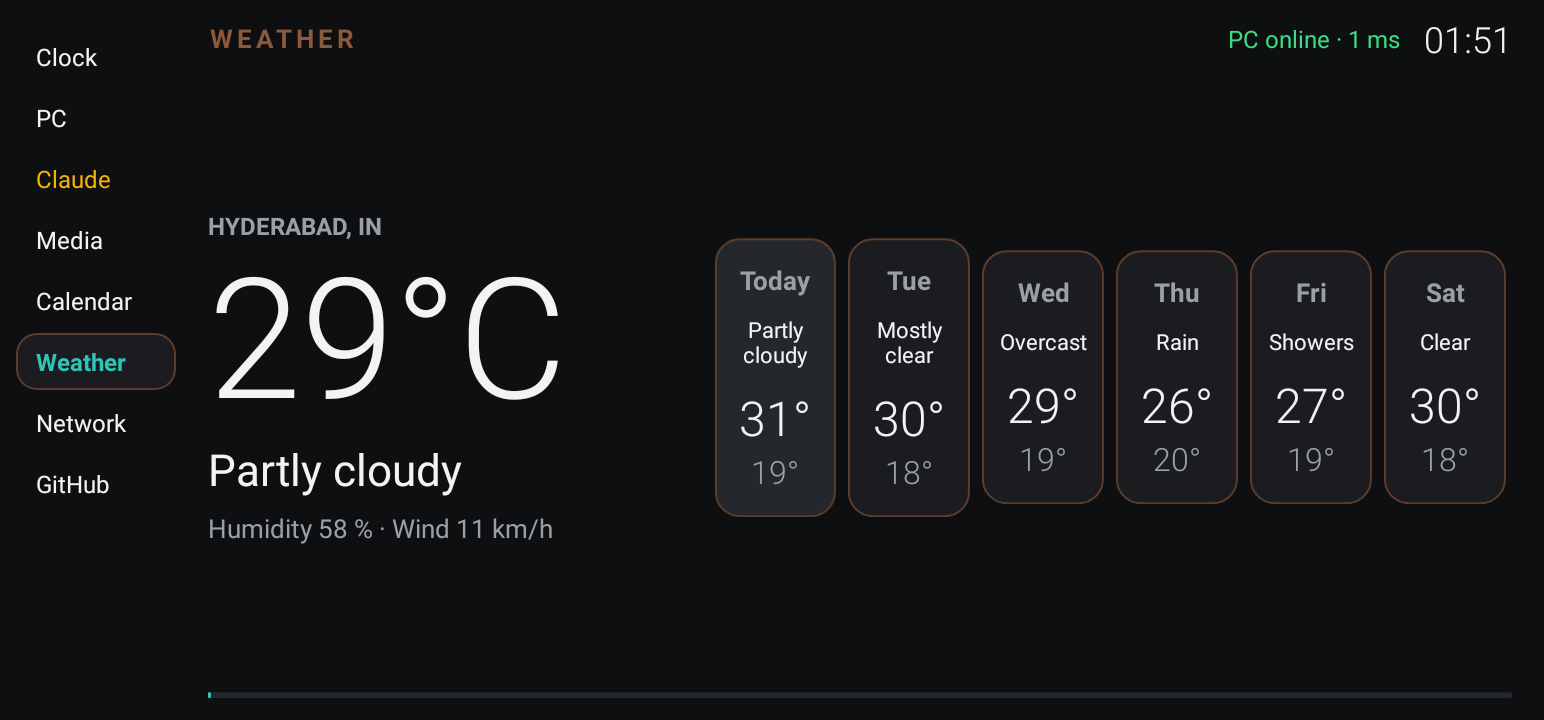 Clock
PC
Claude
Media
Calendar
Weather
Network
GitHub
WEATHER
PC online · 1 ms
01:51
HYDERABAD, IN
29°C
Partly cloudy
Humidity 58 % · Wind 11 km/h
Today
Partly
cloudy
31°
19°
Tue
Mostly
clear
30°
18°
Wed
Overcast
29°
19°
Thu
Rain
26°
20°
Fri
Showers
27°
19°
Sat
Clear
30°
18°